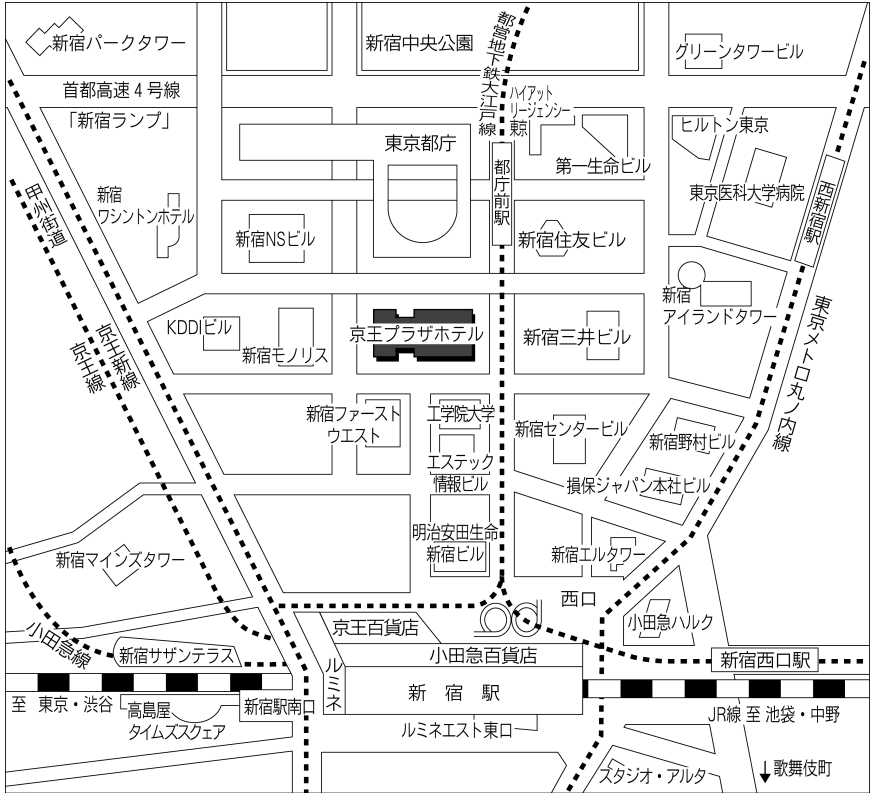 新宿パークタワー
新宿中央公園
都営地下鉄大江戸線
グリーンタワービル
首都高速4号線
「新宿ランプ」
ハイアット
リージェンシー
東京
ヒルトン東京
東京都庁
第一生命ビル
都庁前駅
東京医科大学病院
西新宿駅
甲州街道
新宿
ワシントンホテル
新宿NSビル
新宿住友ビル
新宿
アイランドタワー
東京メトロ丸ノ内線
KDDIビル
新宿モノリス
京王プラザホテル
新宿三井ビル
京王新線
京王線
新宿ファースト
ウエスト
工学院大学
新宿センタービル
新宿野村ビル
エステック
情報ビル
損保ジャパン本社ビル
明治安田生命
新宿ビル
新宿エルタワー
新宿マインズタワー
西口
小田急ハルク
京王百貨店
小田急線
新宿サザンテラス
小田急百貨店
新宿西口駅
ルミネ
新宿駅
至 東京・渋谷
高島屋
タイムズスクェア
新宿駅南口
ルミネエスト東口
JR線 至 池袋・中野
スタジオ・アルタ
歌舞伎町